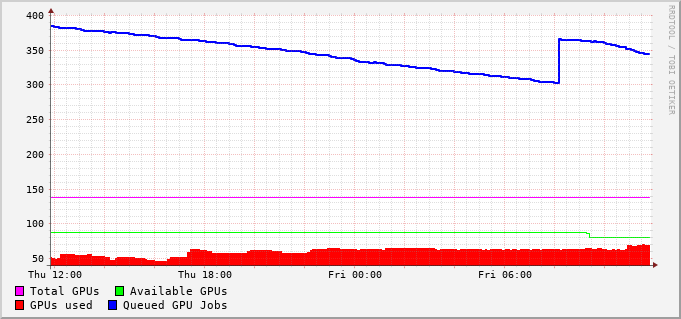 400
350
300
250
200
150
100
50
Thu 12:00 Thu 18:00 Fri 00:00 Fri 06:00
Total GPUs Available GPUs
GPUs used Queued GPU Jobs
RRDTOOL / TOBI OETIKER